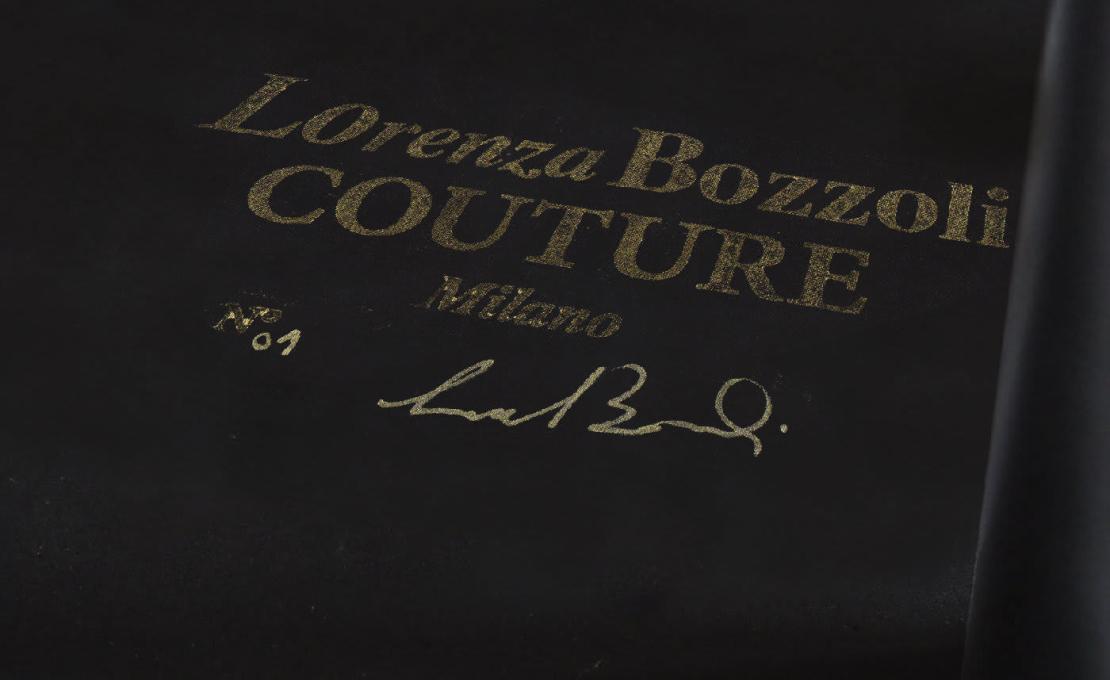 Lorenza Bozzoli
COUTURE
Milano
Nº 01